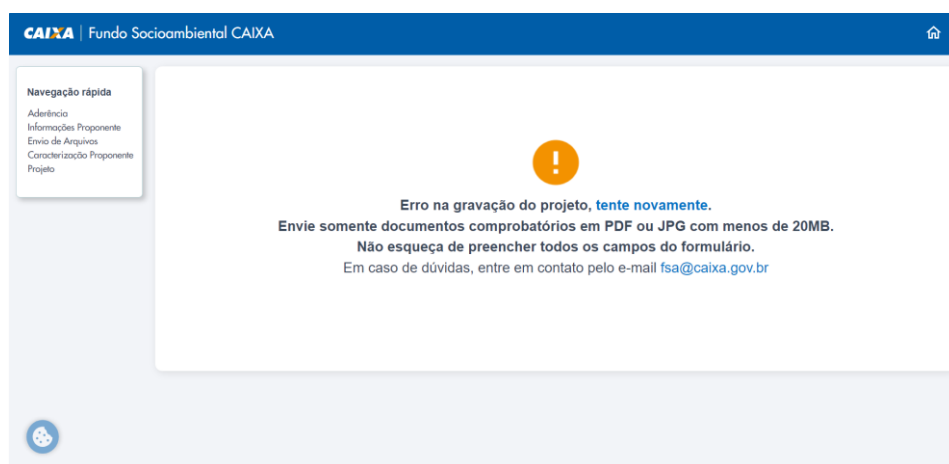 CAIXA | Fundo Socioambiental CAIXA
Navegação rápida
Aderência
Informações Proponente
Envio de Arquivos
Caracterização Proponente
Projeto
Erro na gravação do projeto, tente novamente.
Envie somente documentos comprobatórios em PDF ou JPG com menos de 20MB.
Não esqueça de preencher todos os campos do formulário.
Em caso de dúvidas, entre em contato pelo e-mail fsa@caixa.gov.br